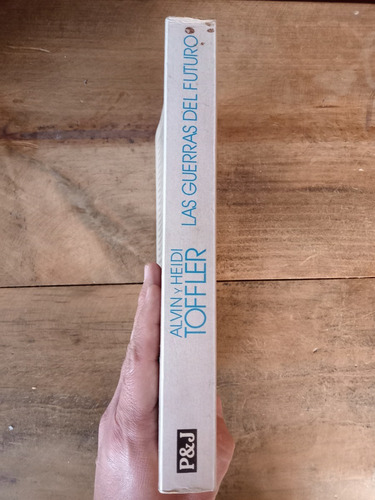 ALVIN Y HEIDI
TOFFLER
LAS GUERRAS DEL FUTURO
P&J